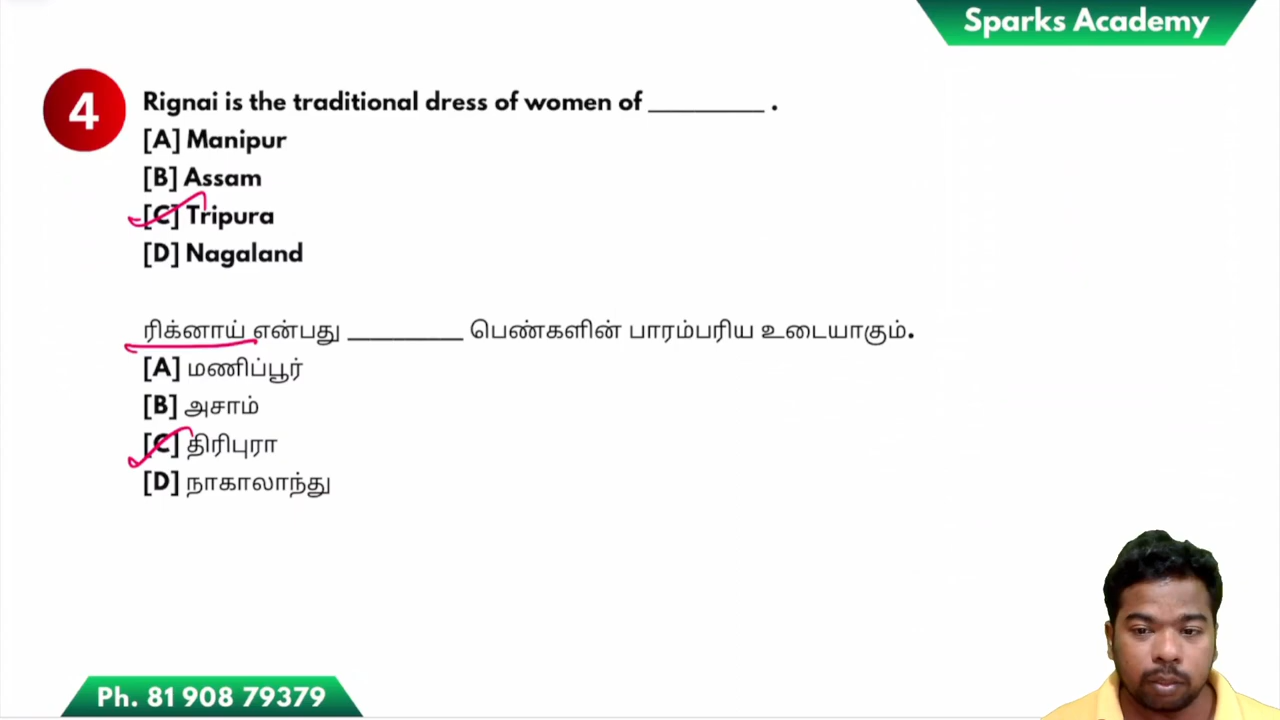 Sparks Academy
4
Rignai is the traditional dress of women of _________ .
[A] Manipur
[B] Assam
[C] Tripura
[D] Nagaland
ரிக்னாய் என்பது _________ பெண்களின் பாரம்பரிய உடையாகும்.
[A] மணிப்பூர்
[B] அசாம்
[C] திரிபுரா
[D] நாகாலாந்து
Ph. 81 908 79379